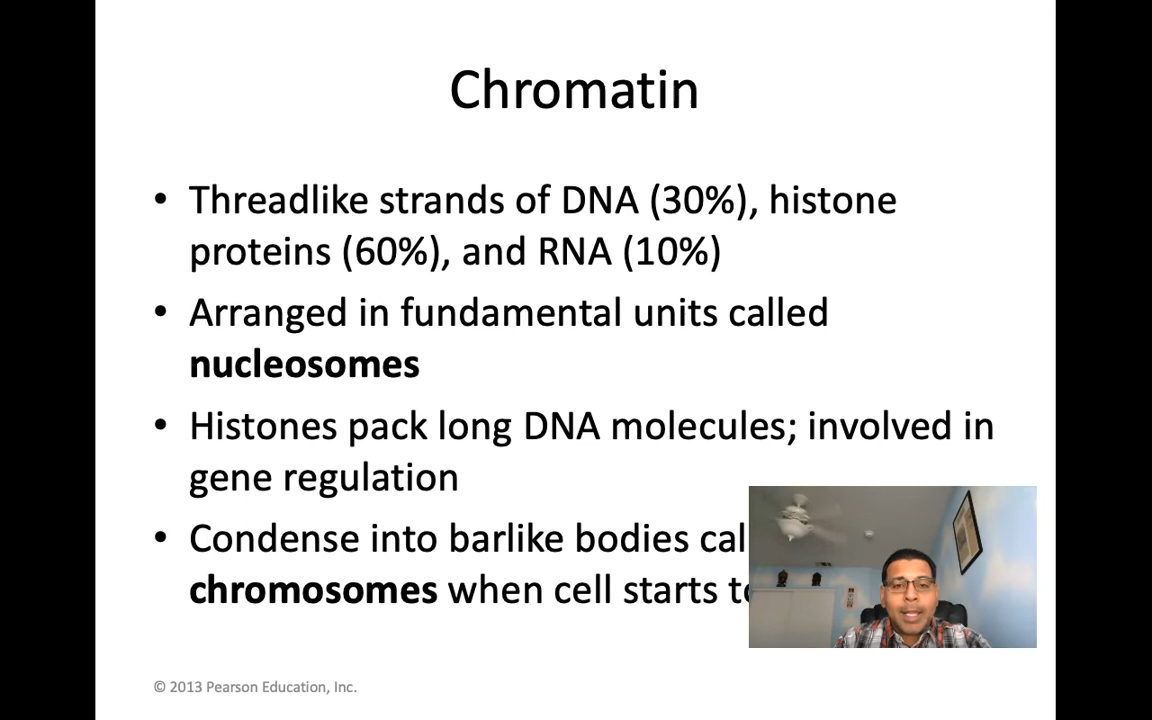 Chromatin
• Threadlike strands of DNA (30%), histone
proteins (60%), and RNA (10%)
• Arranged in fundamental units called
nucleosomes
• Histones pack long DNA molecules; involved in
gene regulation
• Condense into barlike bodies
chromosomes when cell starts
© 2013 Pearson Education, Inc.